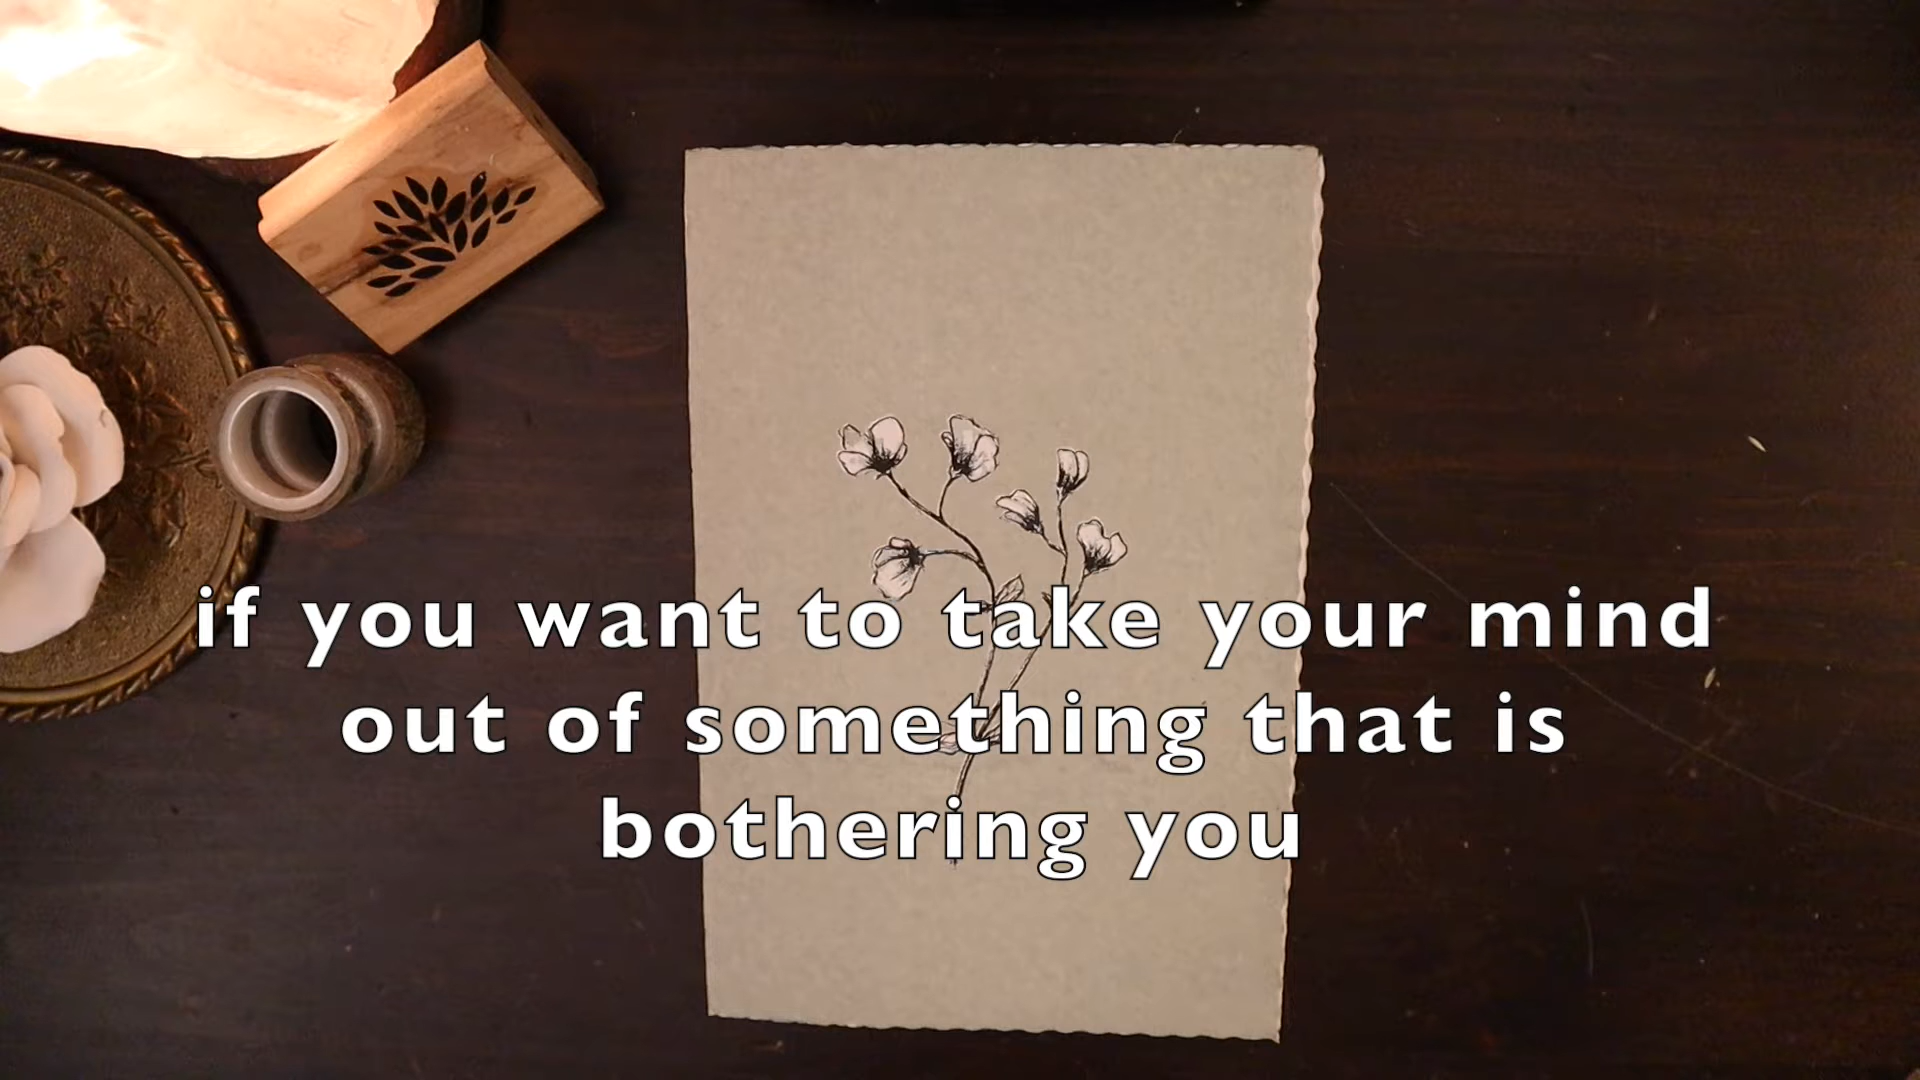 if you want to take your mind
out of something that is
bothering you